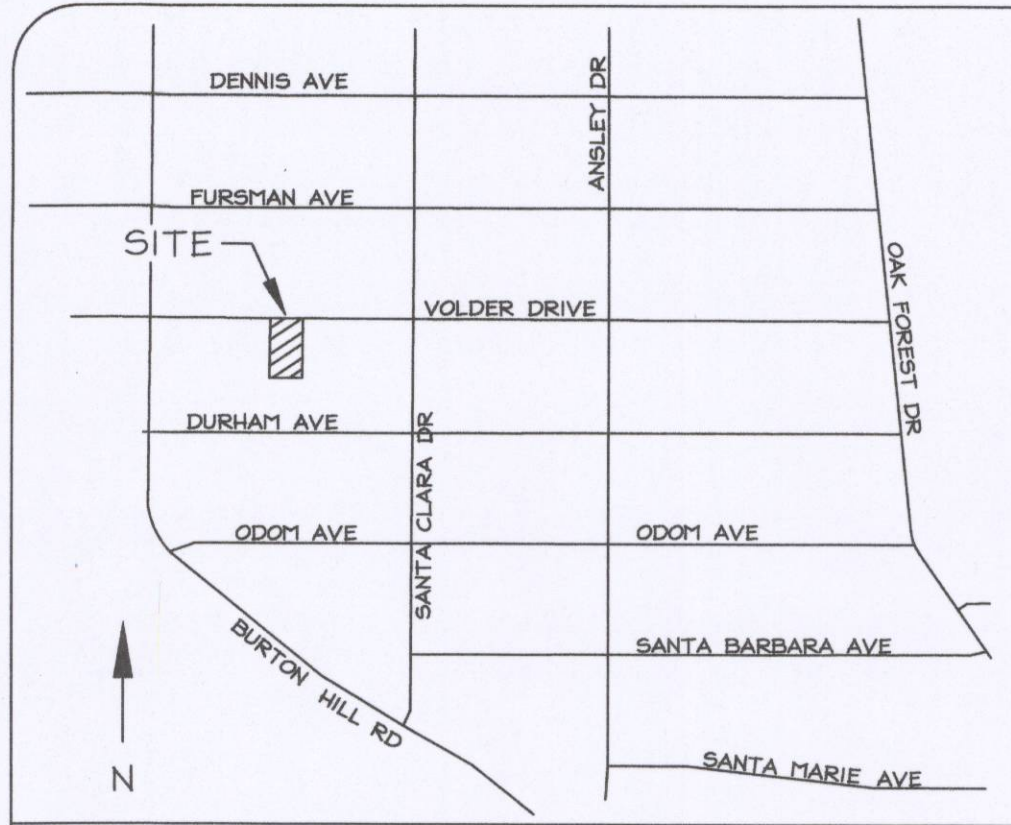 DENNIS AVE
ANSLEY DR
FURSMAN AVE
SITE
OAK FOREST DR
VOLDER DRIVE
DURHAM AVE
SANTA CLARA DR
ODOM AVE
ODOM AVE
BURTON HILL RD
SANTA BARBARA AVE
SANTA MARIE AVE
N